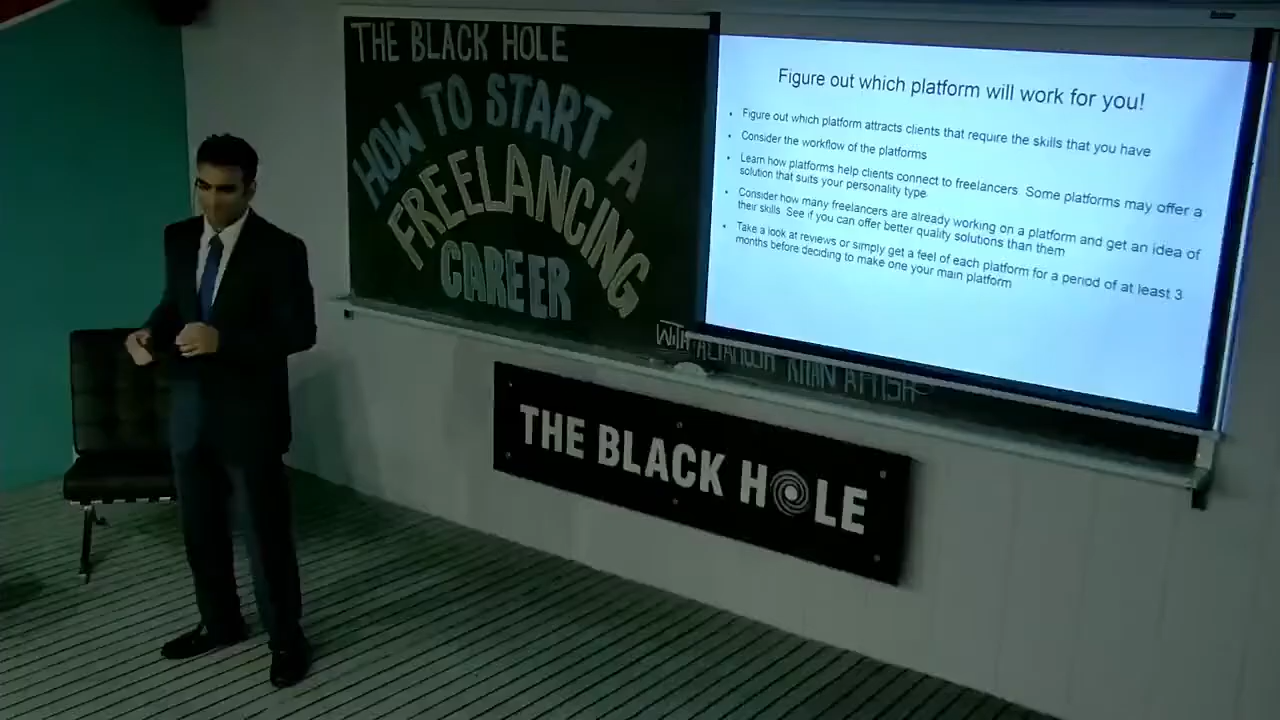 THE BLACK HOLE
HOW TO START A
FREELANCING
CAREER
Figure out which platform will work for you!
• Figure out which platform attracts clients that require the skills that you have
• Consider the workflow of the platforms
• Learn how platforms help clients connect to freelancers. Some platforms may offer a
solution that suits your personality type
• Consider how many freelancers are already working on a platform and get an idea of
their skills. See if you can offer better quality solutions than them
• Take a look at reviews or simply get a feel of each platform for a period of at least 3
months before deciding to make one your main platform
WITH KHAN
THE BLACK HOLE